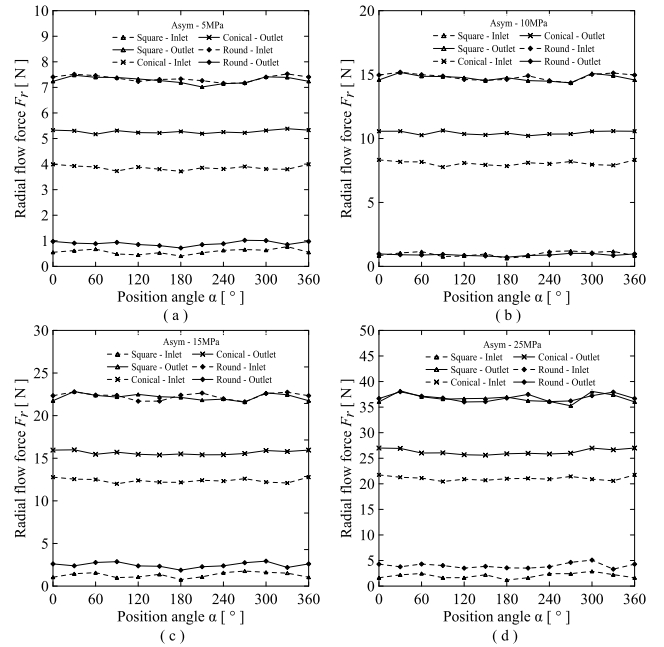 Asym - 5MPa
Square - Inlet
Conical - Outlet
Square - Outlet
Round - Inlet
Conical - Inlet
Round - Outlet
Radial flow force Fr [ N ]
10
9
8
7
6
5
4
3
2
1
0
0 60 120 180 240 300 360
Position angle α [ ° ]
( a )
Asym - 10MPa
Square - Inlet
Conical - Outlet
Square - Outlet
Round - Inlet
Conical - Inlet
Round - Outlet
Radial flow force Fr [ N ]
20
15
10
5
0
0 60 120 180 240 300 360
Position angle α [ ° ]
( b )
Asym - 15MPa
Square - Inlet
Conical - Outlet
Square - Outlet
Round - Inlet
Conical - Inlet
Round - Outlet
Radial flow force Fr [ N ]
30
25
20
15
10
5
0
0 60 120 180 240 300 360
Position angle α [ ° ]
( c )
Asym - 25MPa
Square - Inlet
Conical - Outlet
Square - Outlet
Round - Inlet
Conical - Inlet
Round - Outlet
Radial flow force Fr [ N ]
50
45
40
35
30
25
20
15
10
5
0
0 60 120 180 240 300 360
Position angle α [ ° ]
( d )